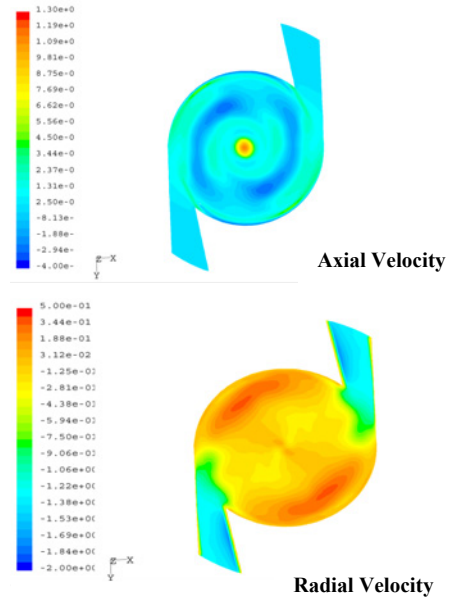 1.30e+0
1.19e+0
1.09e+0
9.81e-0
8.75e-0
7.69e-0
6.62e-0
5.56e-0
4.50e-0
3.44e-0
2.37e-0
1.31e-0
2.50e-0
-8.13e-
-1.88e-
-2.94e-
-4.00e-
Z X
Y
Axial Velocity
5.00e-01
3.44e-01
1.88e-01
3.12e-02
-1.25e-01
-2.81e-01
-4.38e-01
-5.94e-01
-7.50e-01
-9.06e-01
-1.06e+00
-1.22e+00
-1.38e+00
-1.53e+00
-1.69e+00
-1.84e+00
-2.00e+00
Z X
Y
Radial Velocity